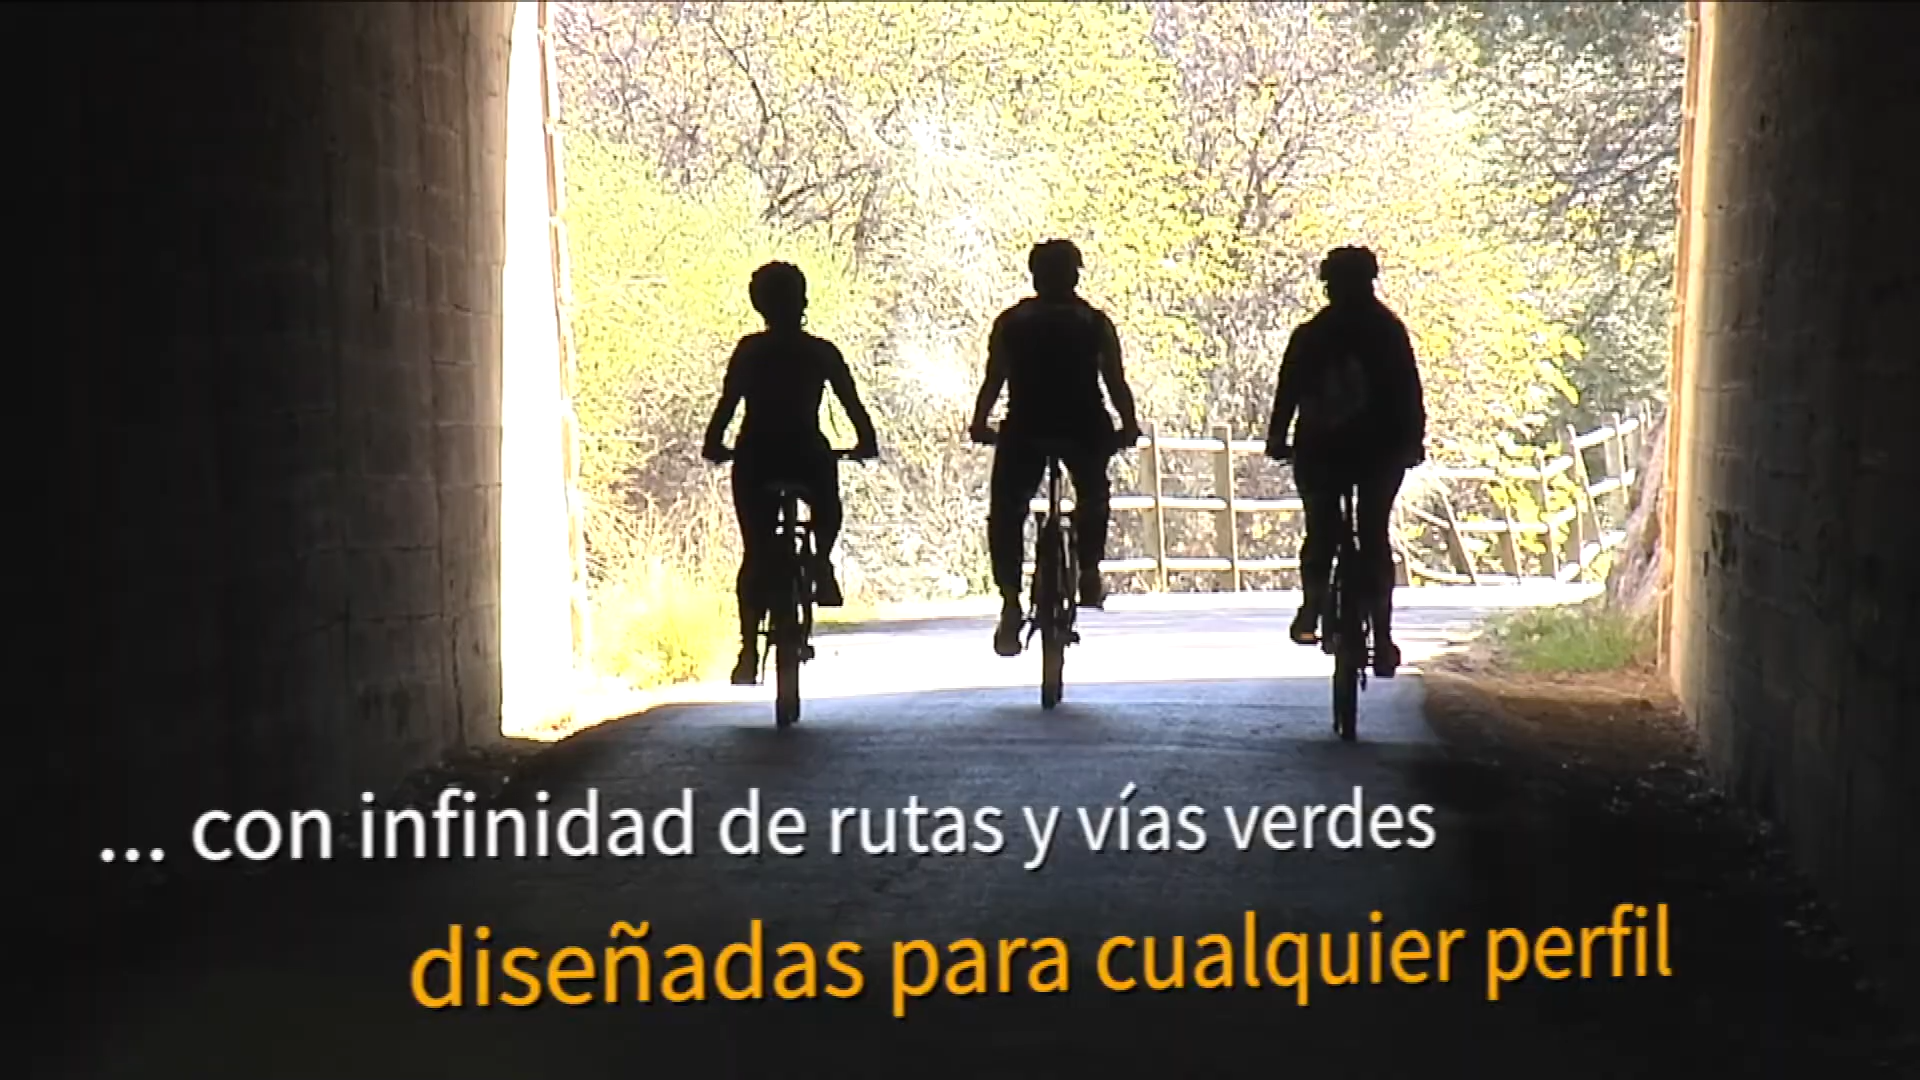 ... con infinidad de rutas y vías verdes
diseñadas para cualquier perfil